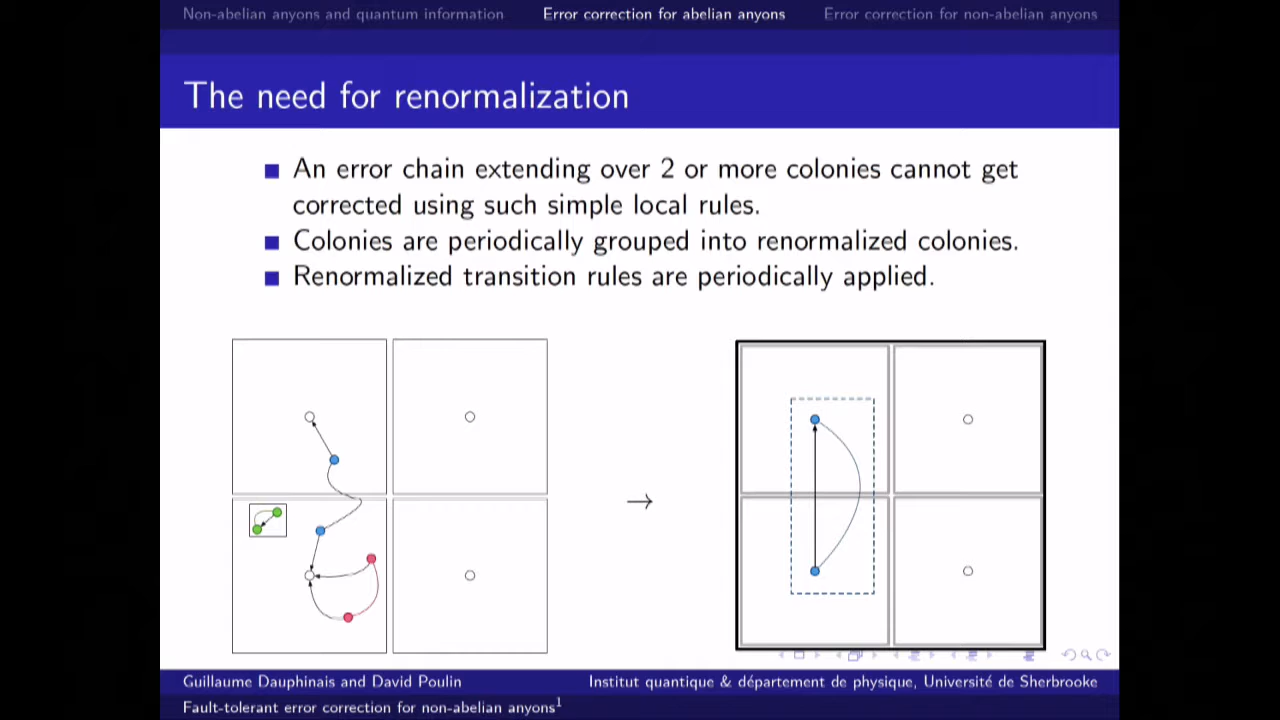 Non-abelian anyons and quantum information Error correction for abelian anyons Error correction for non-abelian anyons
The need for renormalization
An error chain extending over 2 or more colonies cannot get
corrected using such simple local rules.
Colonies are periodically grouped into renormalized colonies.
Renormalized transition rules are periodically applied.
→
Guillaume Dauphinais and David Poulin Institut quantique & département de physique, Université de Sherbrooke
Fault-tolerant error correction for non-abelian anyons¹